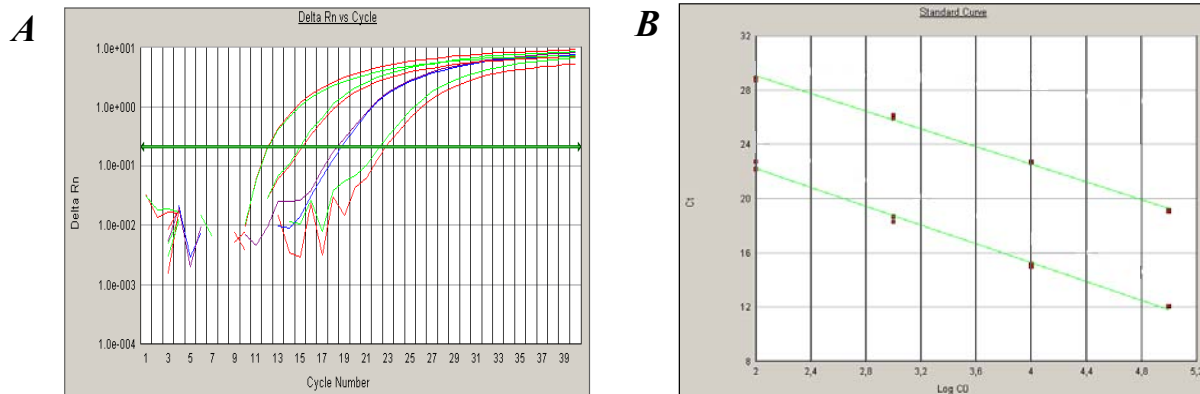 A
Delta Rn vs Cycle
1.0e+001
1.0e+000
1.0e-001
1.0e-002
1.0e-003
1.0e-004
Delta Rn
1 3 5 7 9 11 13 15 17 19 21 23 25 27 29 31 33 35 37 39
Cycle Number
B
Standard Curve
32
28
24
20
16
12
8
Ct
2 2,4 2,8 3,2 3,6 4 4,4 4,8 5,2
Log CO